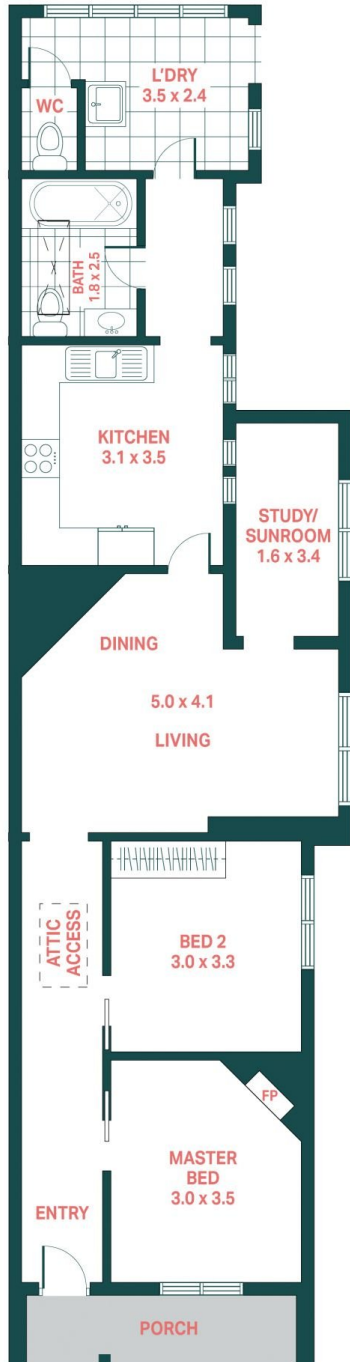 L'DRY
3.5 x 2.4
WC
BATH
1.8 x 2.5
KITCHEN
3.1 x 3.5
STUDY/
SUNROOM
1.6 x 3.4
DINING
5.0 x 4.1
LIVING
ATTIC
ACCESS
BED 2
3.0 x 3.3
FP
MASTER
BED
3.0 x 3.5
ENTRY
PORCH